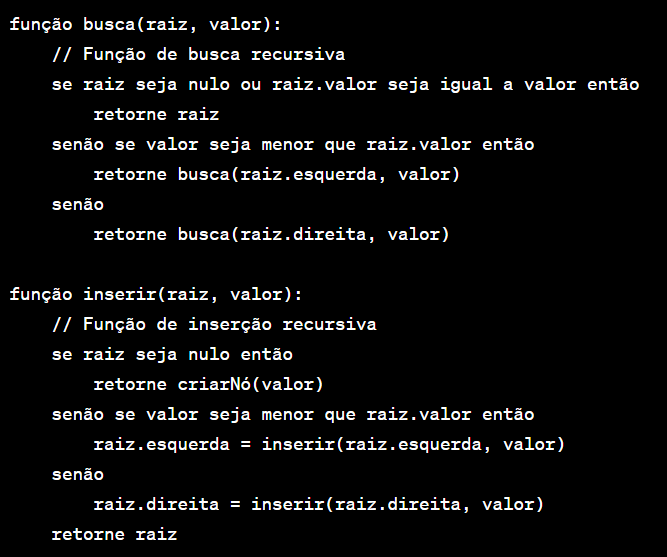 função busca(raiz, valor):
    // Função de busca recursiva
    se raiz seja nulo ou raiz.valor seja igual a valor então
        retorne raiz
    senão se valor seja menor que raiz.valor então
        retorne busca(raiz.esquerda, valor)
    senão
        retorne busca(raiz.direita, valor)

função inserir(raiz, valor):
    // Função de inserção recursiva
    se raiz seja nulo então
        retorne criarNó(valor)
    senão se valor seja menor que raiz.valor então
        raiz.esquerda = inserir(raiz.esquerda, valor)
    senão
        raiz.direita = inserir(raiz.direita, valor)
    retorne raiz